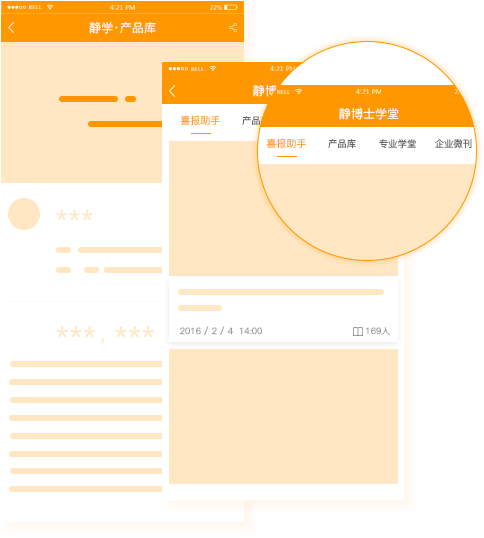 BELL 4:21 PM 22%
静学·产品库
***
***, ***
BELL 4:21 PM
静博
喜报助手 产品
2016 / 2 / 4 14:00 169人
BELL 4:21 PM
静博士学堂
喜报助手 产品库 专业学堂 企业微刊